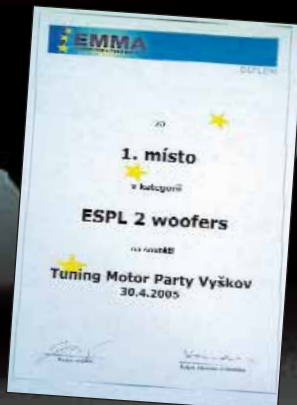 EMMA
DIPLOM
za
1. místo
v kategorii
ESPL 2 woofers
na soutěži
Tuning Motor Party Vyškov
30.4.2005